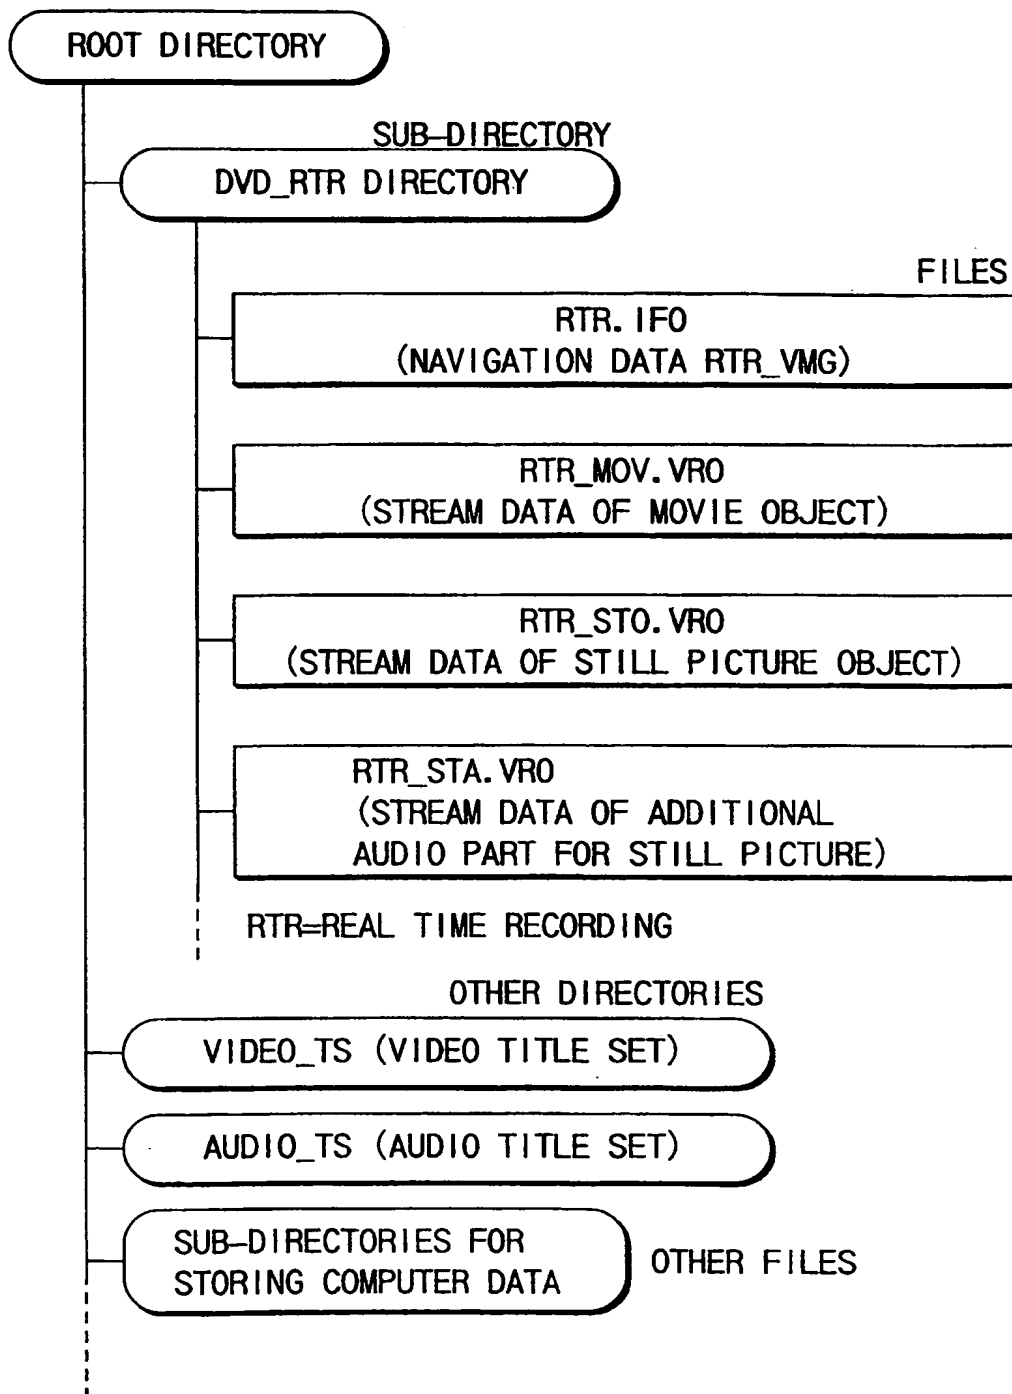 ROOT DIRECTORY
SUB-DIRECTORY
DVD_RTR DIRECTORY
FILES
RTR.IFO
(NAVIGATION DATA RTR_VMG)
RTR_MOV.VRO
(STREAM DATA OF MOVIE OBJECT)
RTR_STO.VRO
(STREAM DATA OF STILL PICTURE OBJECT)
RTR_STA.VRO
(STREAM DATA OF ADDITIONAL
AUDIO PART FOR STILL PICTURE)
RTR=REAL TIME RECORDING
OTHER DIRECTORIES
VIDEO_TS (VIDEO TITLE SET)
AUDIO_TS (AUDIO TITLE SET)
SUB-DIRECTORIES FOR
STORING COMPUTER DATA
OTHER FILES